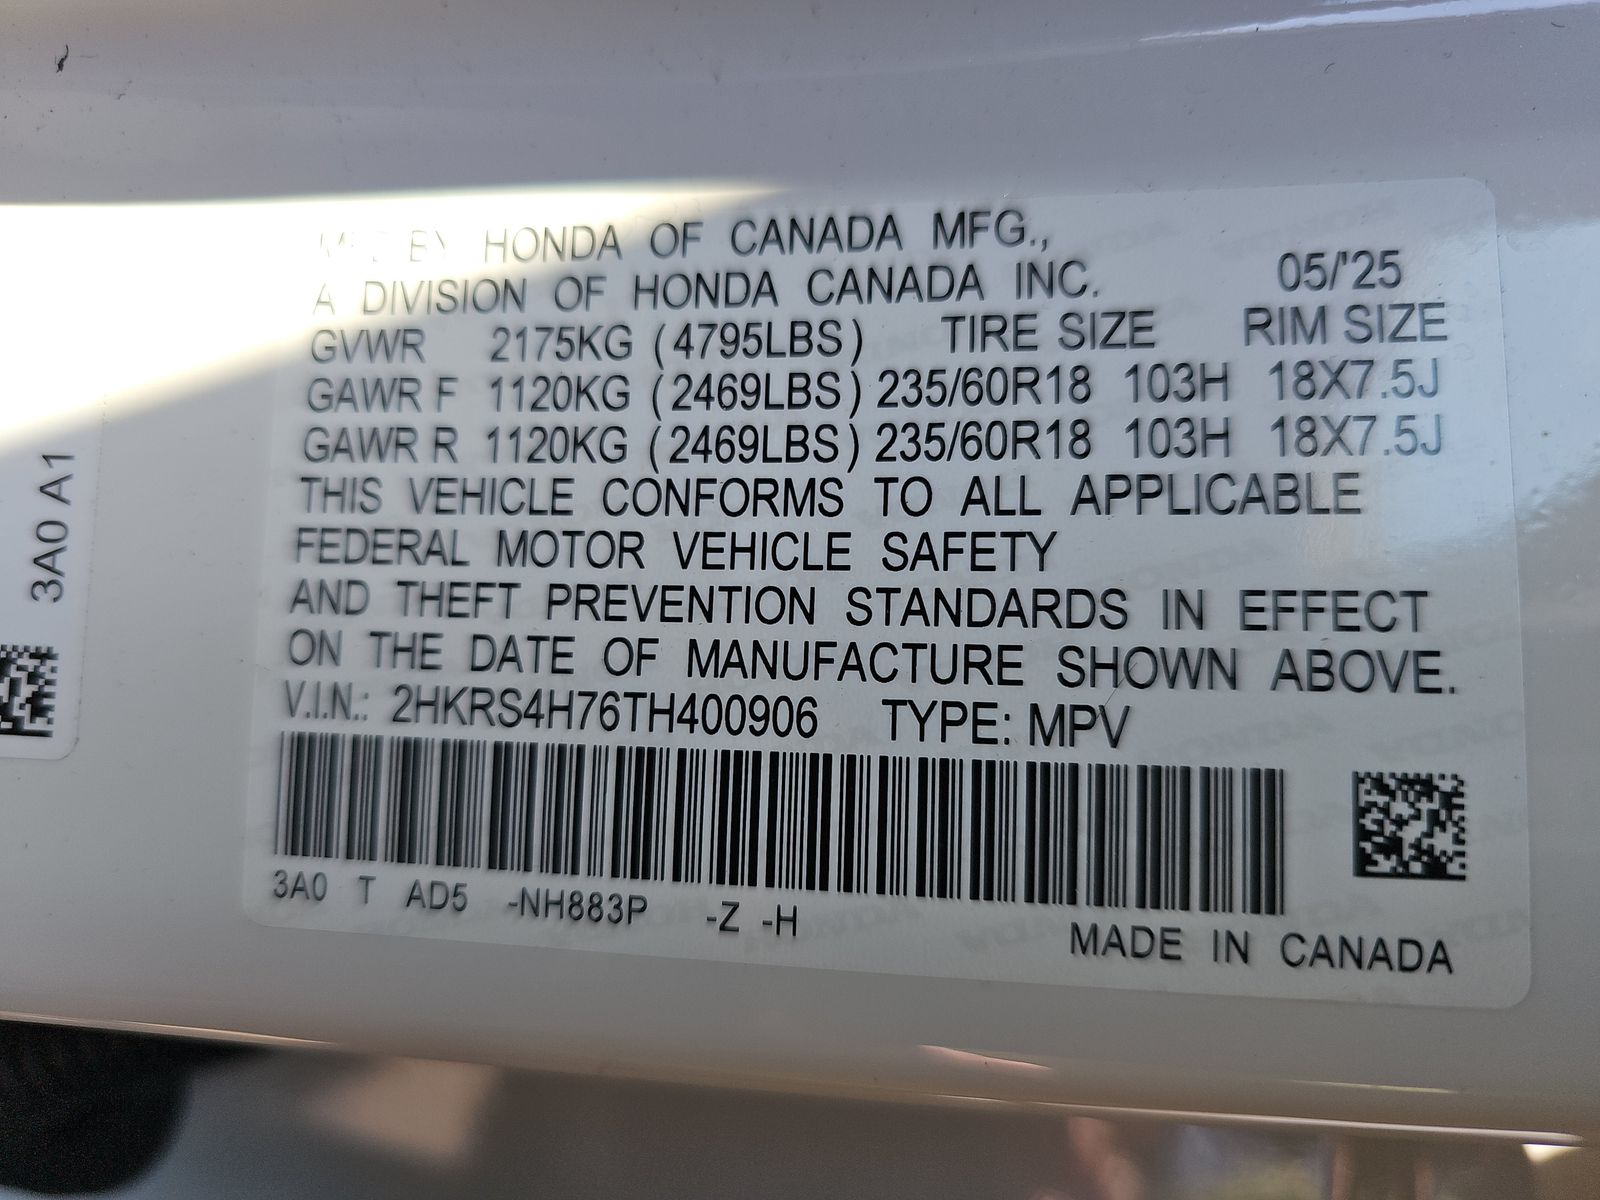 MFD BY HONDA OF CANADA MFG.,
A DIVISION OF HONDA CANADA INC. 05/'25
GVWR 2175KG (4795LBS) TIRE SIZE RIM SIZE
GAWR F 1120KG (2469LBS) 235/60R18 103H 18X7.5J
GAWR R 1120KG (2469LBS) 235/60R18 103H 18X7.5J
THIS VEHICLE CONFORMS TO ALL APPLICABLE
FEDERAL MOTOR VEHICLE SAFETY
AND THEFT PREVENTION STANDARDS IN EFFECT
ON THE DATE OF MANUFACTURE SHOWN ABOVE.
V.I.N.: 2HKRS4H76TH400906 TYPE: MPV
3A0 T AD5 -NH883P -Z -H
MADE IN CANADA
3A0 A1